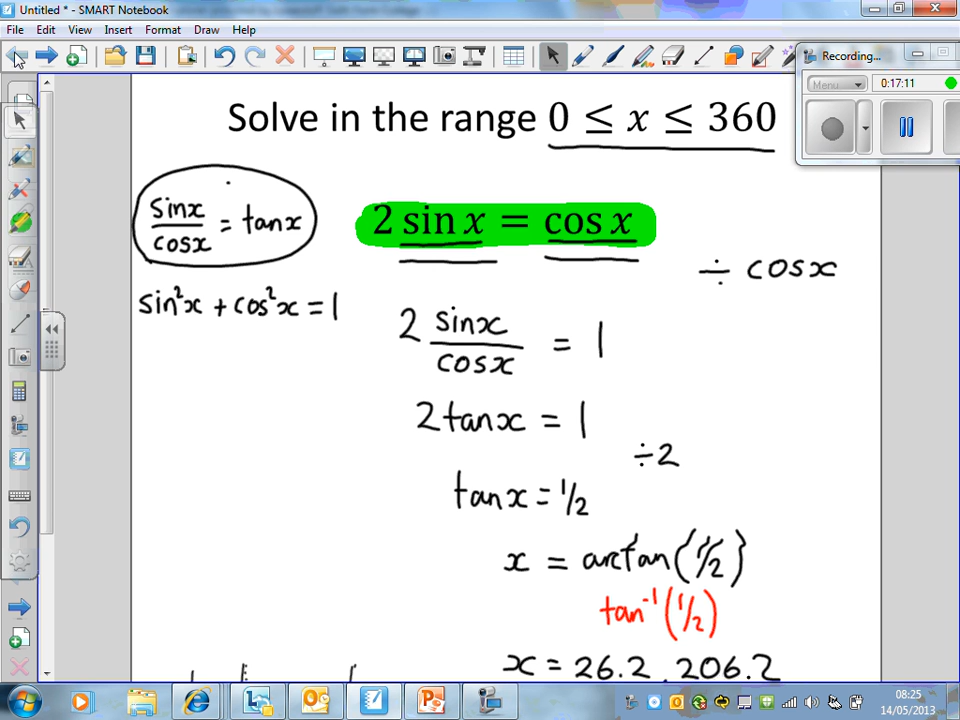 Untitled * - SMART Notebook
File Edit View Insert Format Draw Help
Recording...
Menu
0:17:11
Solve in the range 0 ≤ x ≤ 360
sinx/cosx = tanx
2 sin x = cos x
÷ cosx
sin²x + cos²x = 1
2 sinx/cosx = 1
2tanx = 1
÷2
tanx = 1/2
x = arctan(1/2)
tan⁻¹(1/2)
x = 26.2, 206.2
08:25
14/05/2013